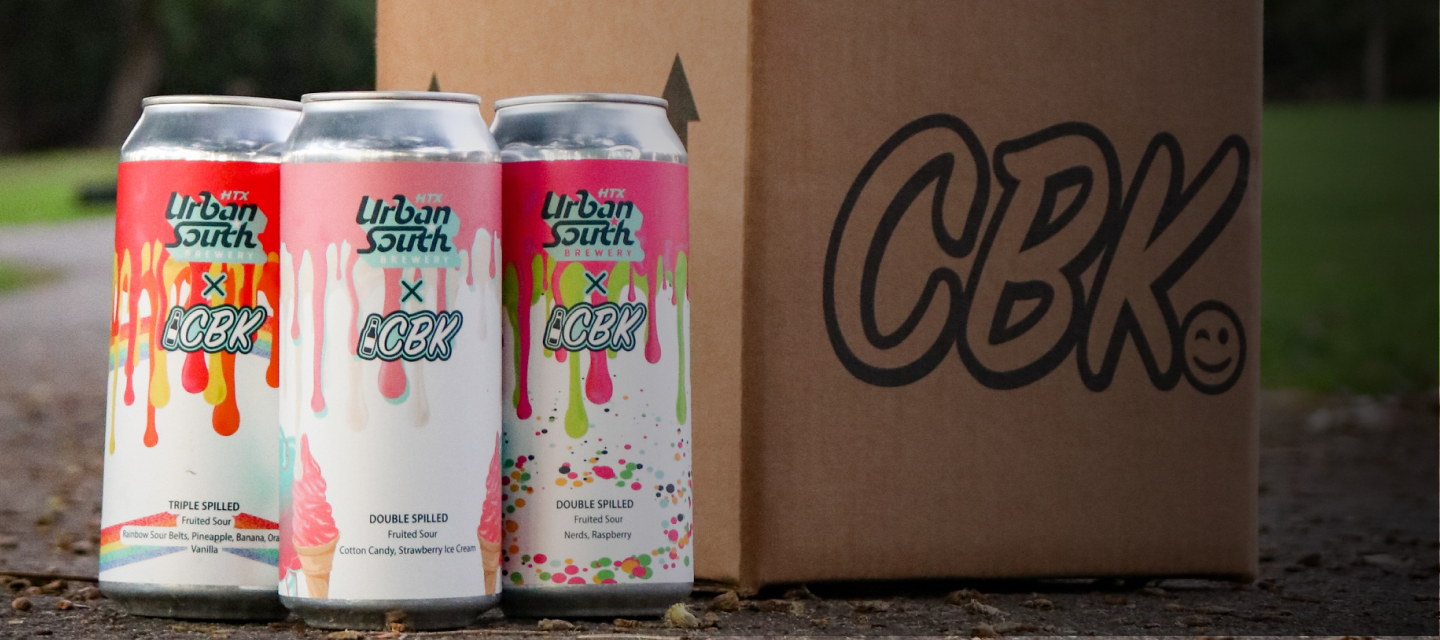 HTX
Urban
South
BREWERY
×
CBK
TRIPLE SPILLED
Fruited Sour
Rainbow Sour Belts, Pineapple, Banana,
Vanilla
HTX
Urban
South
BREWERY
×
CBK
DOUBLE SPILLED
Fruited Sour
Cotton Candy, Strawberry Ice Cream
HTX
Urban
South
BREWERY
×
CBK
DOUBLE SPILLED
Fruited Sour
Nerds, Raspberry
CBK.